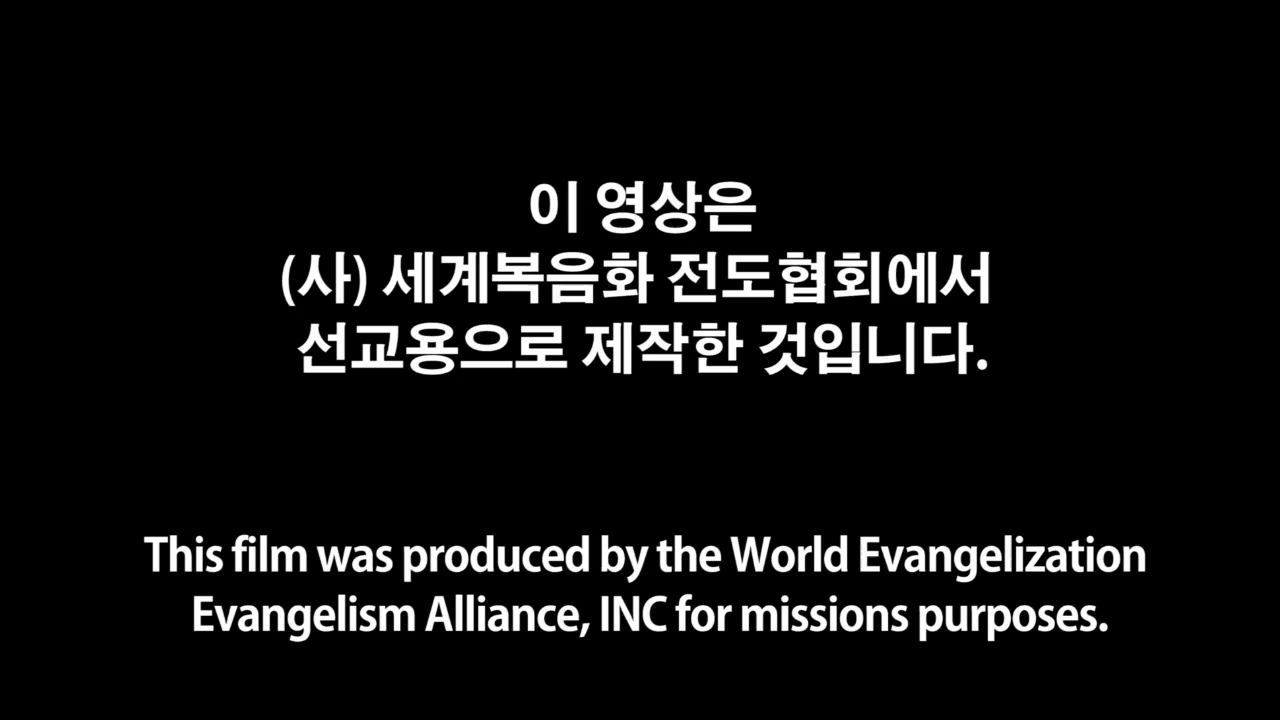 이 영상은
(사) 세계복음화 전도협회에서
선교용으로 제작한 것입니다.
This film was produced by the World Evangelization
Evangelism Alliance, INC for missions purposes.